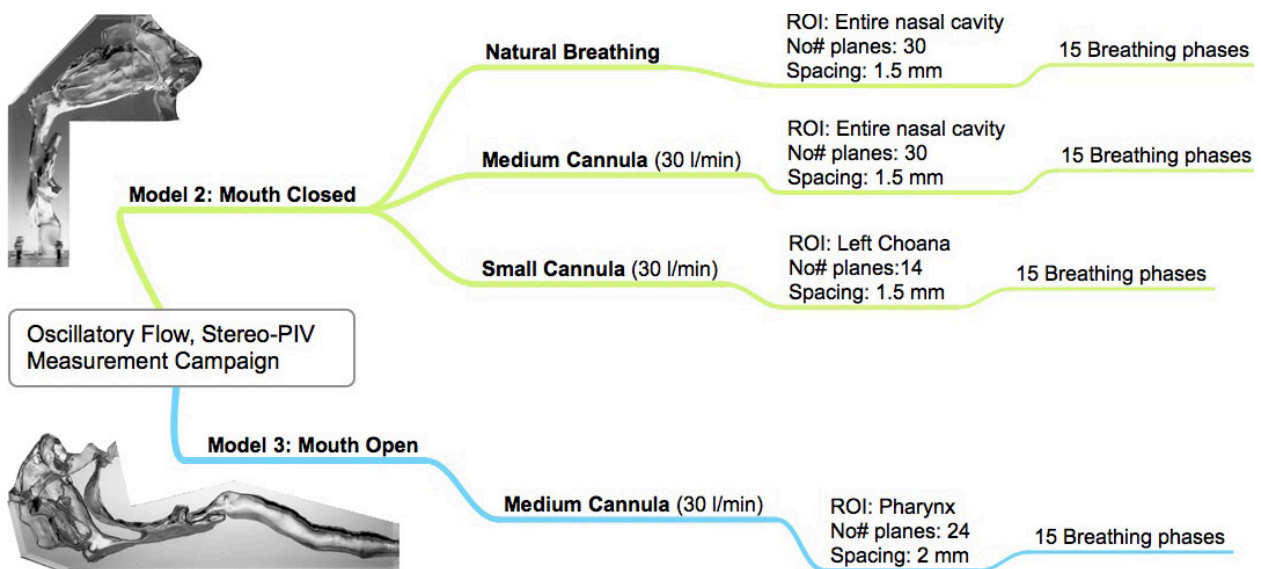 Oscillatory Flow, Stereo-PIV
Measurement Campaign
Model 2: Mouth Closed
Natural Breathing
ROI: Entire nasal cavity
No# planes: 30
Spacing: 1.5 mm
15 Breathing phases
Medium Cannula (30 l/min)
ROI: Entire nasal cavity
No# planes: 30
Spacing: 1.5 mm
15 Breathing phases
Small Cannula (30 l/min)
ROI: Left Choana
No# planes:14
Spacing: 1.5 mm
15 Breathing phases
Model 3: Mouth Open
Medium Cannula (30 l/min)
ROI: Pharynx
No# planes: 24
Spacing: 2 mm
15 Breathing phases